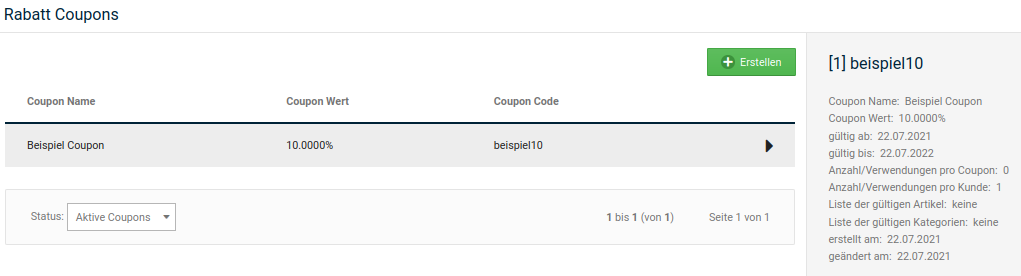 Rabatt Coupons
Erstellen
Coupon Name Coupon Wert Coupon Code
Beispiel Coupon 10.0000% beispiel10
Status: Aktive Coupons 1 bis 1 (von 1) Seite 1 von 1
[1] beispiel10
Coupon Name: Beispiel Coupon
Coupon Wert: 10.0000%
gültig ab: 22.07.2021
gültig bis: 22.07.2022
Anzahl/Verwendungen pro Coupon: 0
Anzahl/Verwendungen pro Kunde: 1
Liste der gültigen Artikel: keine
Liste der gültigen Kategorien: keine
erstellt am: 22.07.2021
geändert am: 22.07.2021